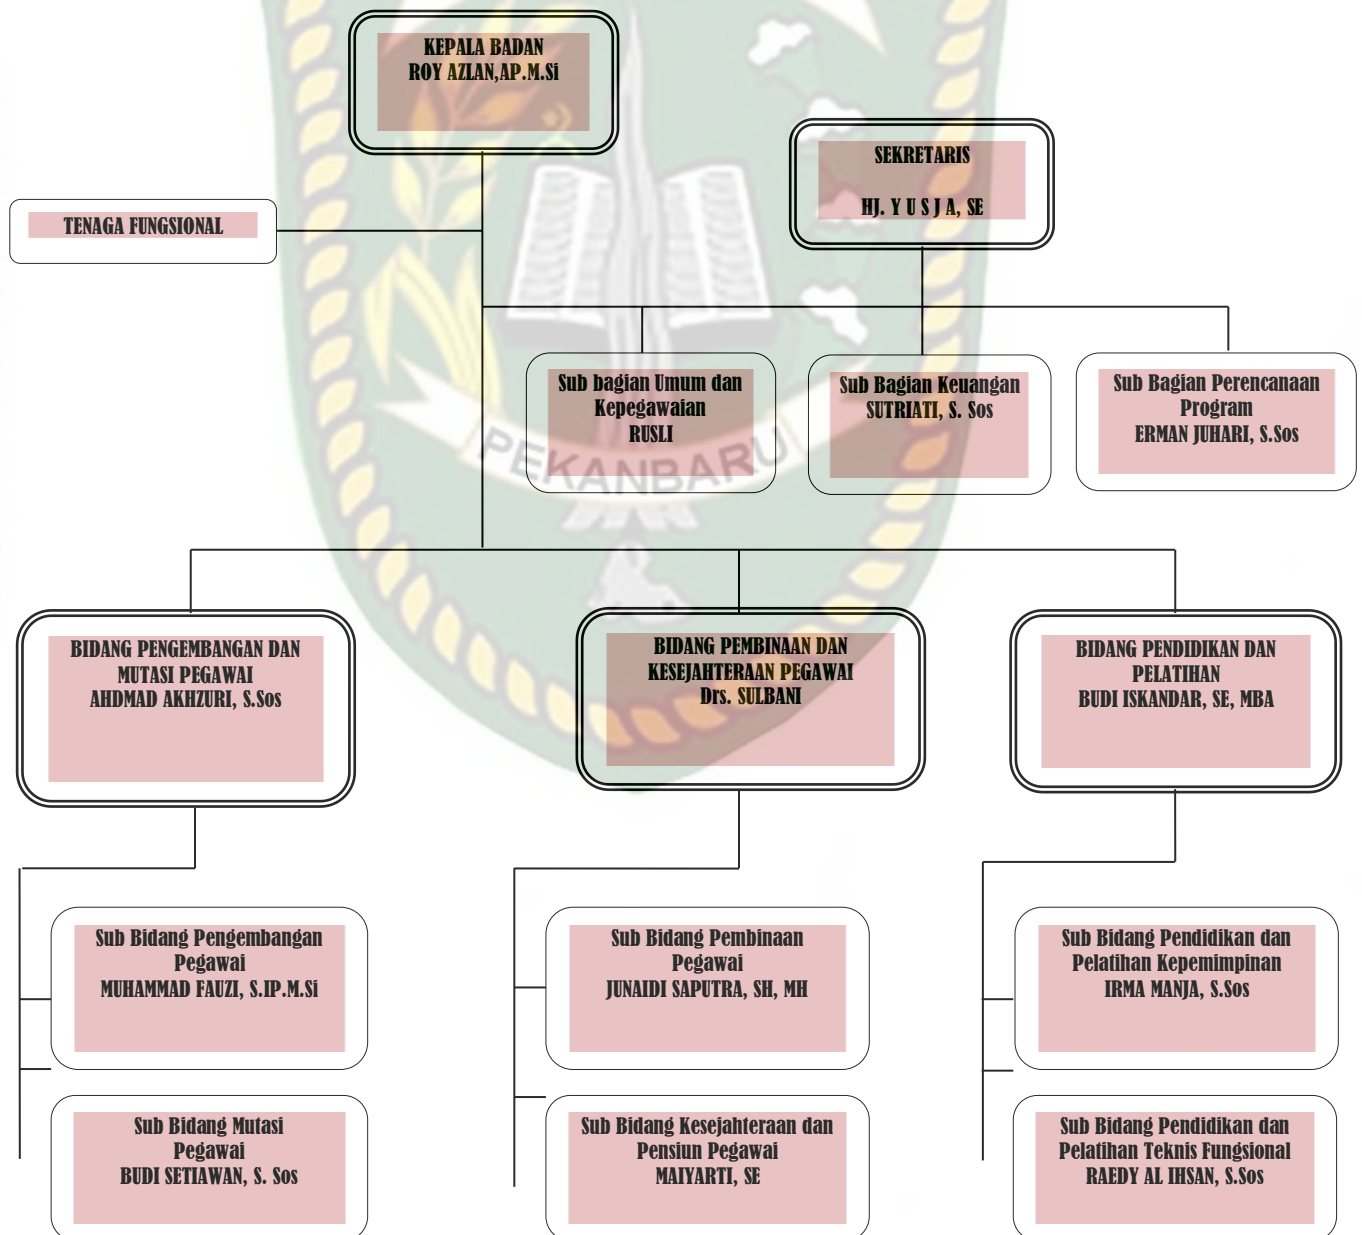 KEPALA BADAN
ROY AZLAN,AP.M.Si
SEKRETARIS
HJ. Y U S J A, SE
TENAGA FUNGSIONAL
Sub bagian Umum dan
Kepegawaian
RUSLI
Sub Bagian Keuangan
SUTRIATI, S. Sos
Sub Bagian Perencanaan
Program
ERMAN JUHARI, S.Sos
PEKANBARU
BIDANG PENGEMBANGAN DAN
MUTASI PEGAWAI
AHDMAD AKHZURI, S.Sos
BIDANG PEMBINAAN DAN
KESEJAHTERAAN PEGAWAI
Drs. SULBANI
BIDANG PENDIDIKAN DAN
PELATIHAN
BUDI ISKANDAR, SE, MBA
Sub Bidang Pengembangan
Pegawai
MUHAMMAD FAUZI, S.IP.M.Si
Sub Bidang Pembinaan
Pegawai
JUNAIDI SAPUTRA, SH, MH
Sub Bidang Pendidikan dan
Pelatihan Kepemimpinan
IRMA MANJA, S.Sos
Sub Bidang Mutasi
Pegawai
BUDI SETIAWAN, S. Sos
Sub Bidang Kesejahteraan dan
Pensiun Pegawai
MAIYARTI, SE
Sub Bidang Pendidikan dan
Pelatihan Teknis Fungsional
RAEDY AL IHSAN, S.Sos